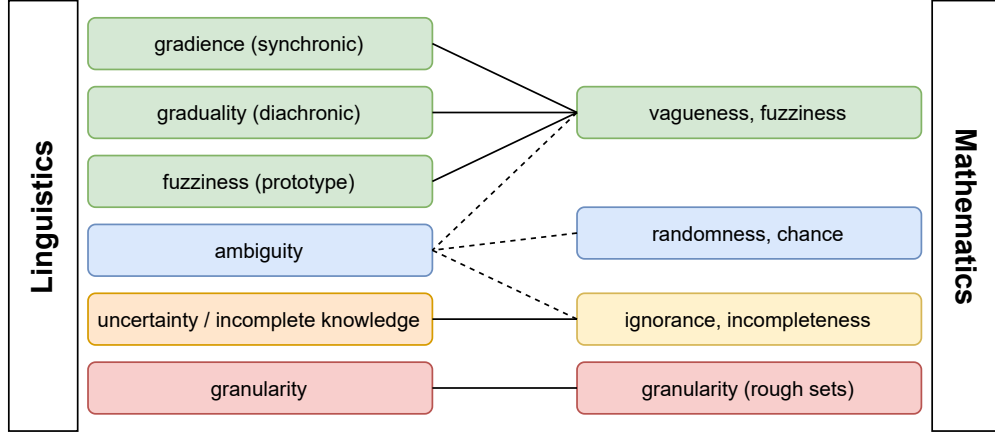 Linguistics
gradience (synchronic)
graduality (diachronic)
fuzziness (prototype)
ambiguity
uncertainty / incomplete knowledge
granularity
vagueness, fuzziness
randomness, chance
ignorance, incompleteness
granularity (rough sets)
Mathematics